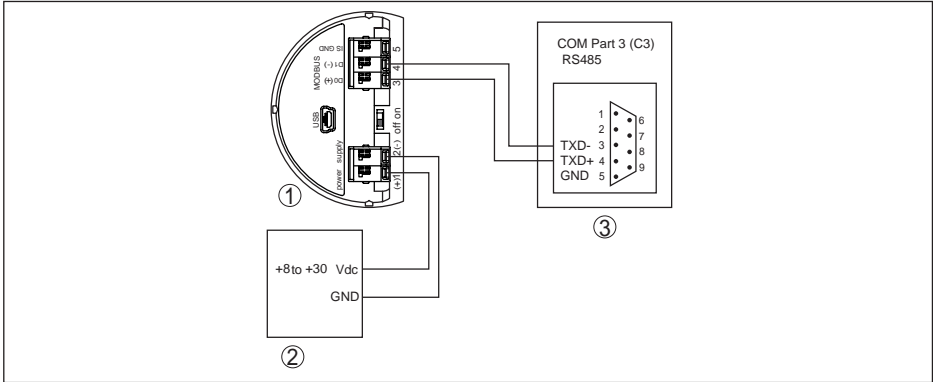 IS GND
D1 (-)
D0 (+)
MODBUS
USB
power supply
5
4
3
off on
2(-)
(+)1
1
+8to +30 Vdc
GND
2
COM Part 3 (C3)
RS485
1
6
2
7
TXD- 3
8
TXD+ 4
9
GND 5
3